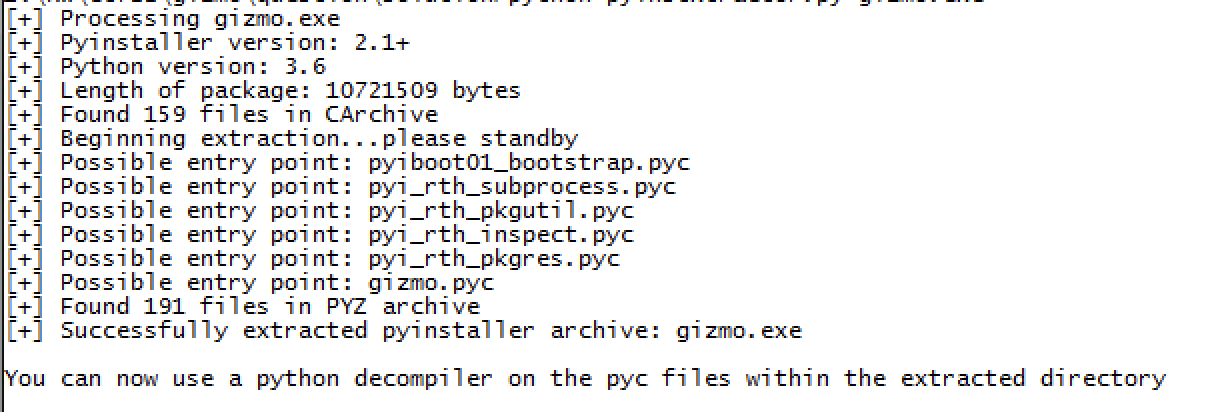 [+] Processing gizmo.exe
[+] Pyinstaller version: 2.1+
[+] Python version: 3.6
[+] Length of package: 10721509 bytes
[+] Found 159 files in CArchive
[+] Beginning extraction...please standby
[+] Possible entry point: pyiboot01_bootstrap.pyc
[+] Possible entry point: pyi_rth_subprocess.pyc
[+] Possible entry point: pyi_rth_pkgutil.pyc
[+] Possible entry point: pyi_rth_inspect.pyc
[+] Possible entry point: pyi_rth_pkgres.pyc
[+] Possible entry point: gizmo.pyc
[+] Found 191 files in PYZ archive
[+] Successfully extracted pyinstaller archive: gizmo.exe
You can now use a python decompiler on the pyc files within the extracted directory